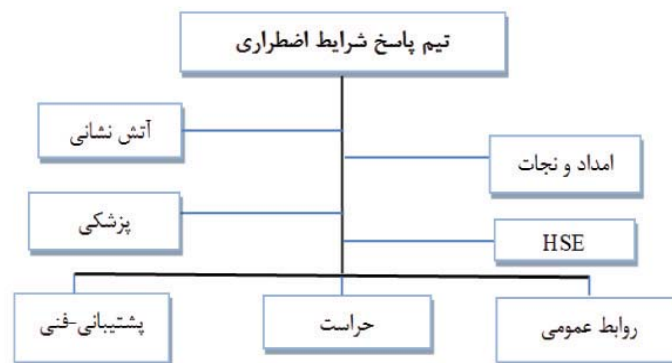 تیم پاسخ شرایط اضطراری
آتش نشانی
امداد و نجات
پزشکی
HSE
روابط عمومی
حراست
پشتیبانی-فنی